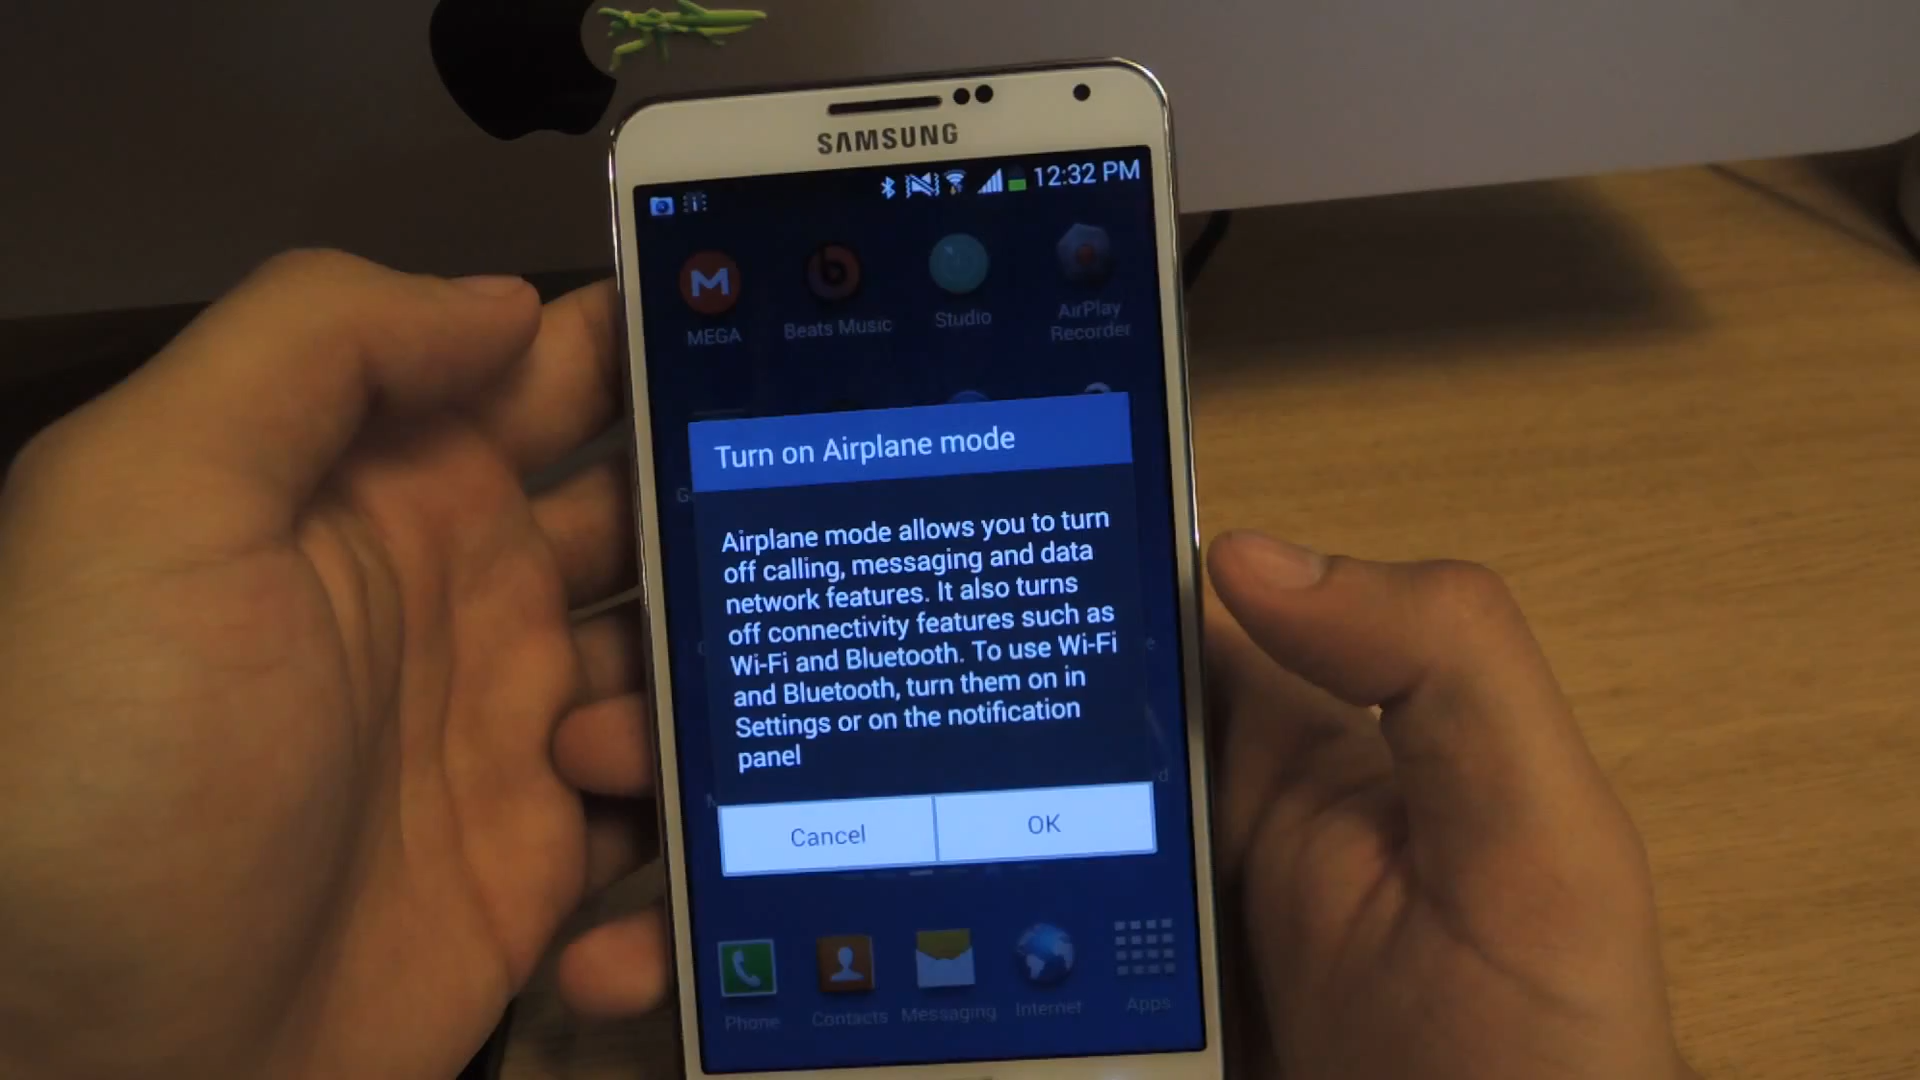 SAMSUNG
12:32 PM
MEGA
Beats Music
Studio
AirPlay
Recorder
Turn on Airplane mode
Airplane mode allows you to turn
off calling, messaging and data
network features. It also turns
off connectivity features such as
Wi-Fi and Bluetooth. To use Wi-Fi
and Bluetooth, turn them on in
Settings or on the notification
panel
Cancel
OK
Phone
Contacts
Messaging
Internet
Apps